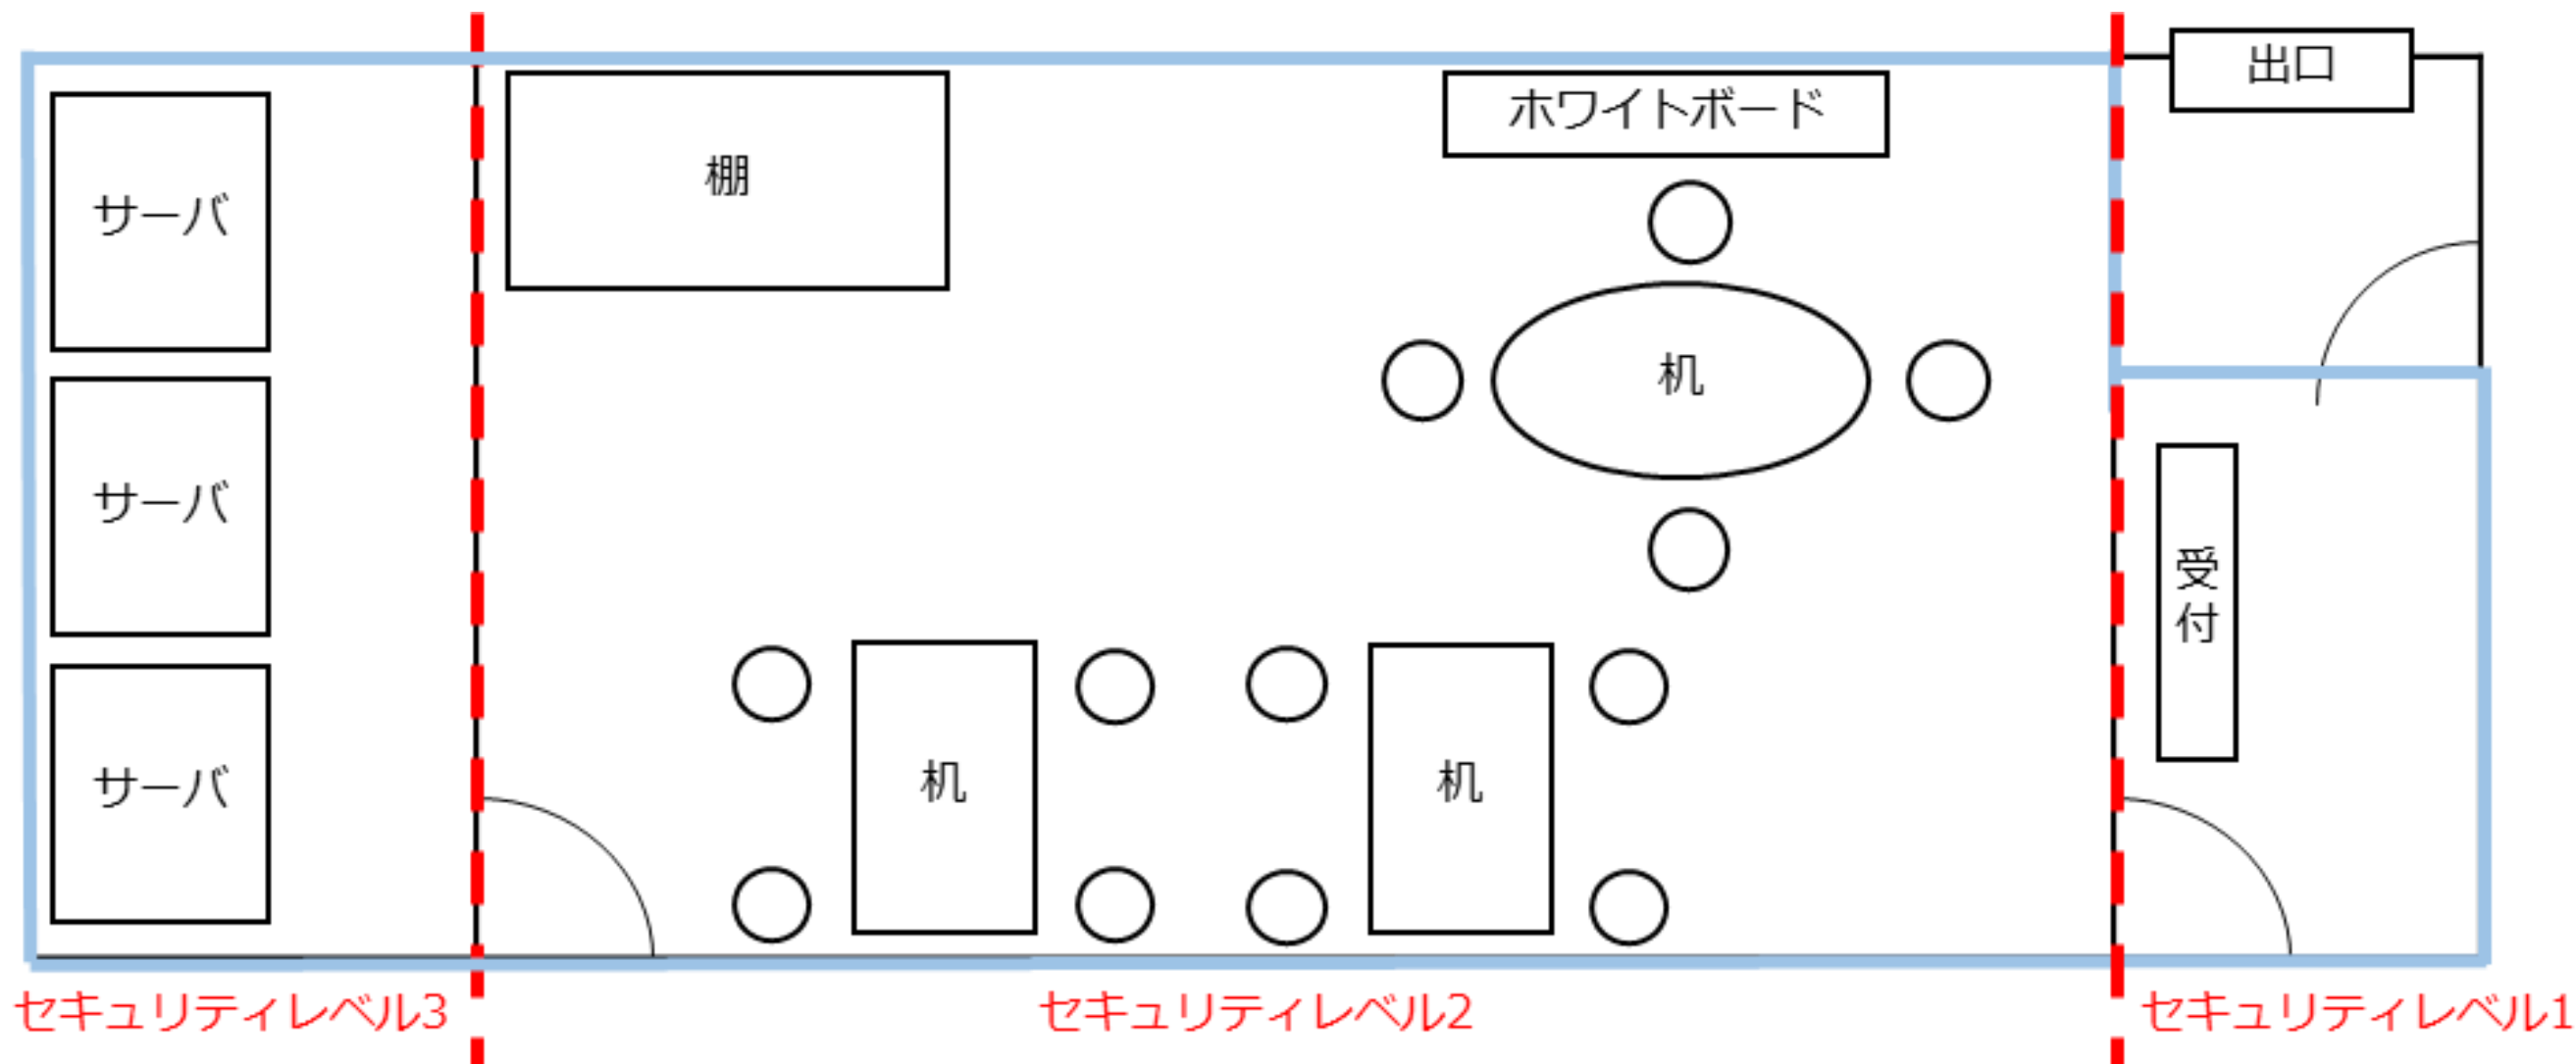 出口
ホワイトボード
棚
サーバ
机
サーバ
受付
机
机
サーバ
セキュリティレベル3
セキュリティレベル2
セキュリティレベル1